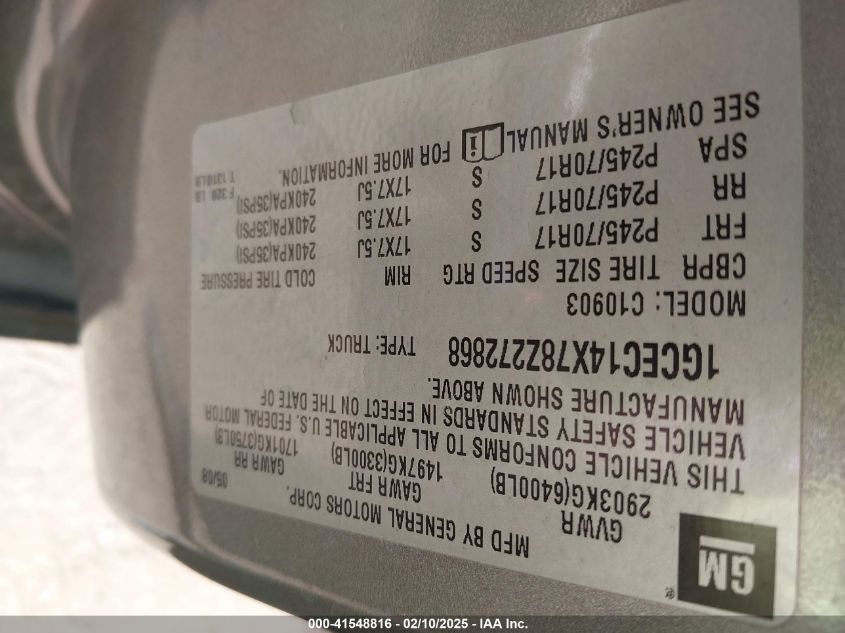 GM ®
MFD BY GENERAL MOTORS CORP. 05/08
GVWR GAWR FRT GAWR RR
2903KG(6400LB) 1497KG(3300LB) 1701KG(3750LB)
THIS VEHICLE CONFORMS TO ALL APPLICABLE U.S. FEDERAL MOTOR
VEHICLE SAFETY STANDARDS IN EFFECT ON THE DATE OF
MANUFACTURE SHOWN ABOVE.
1GCEC14X78Z272868 TYPE: TRUCK
MODEL: C10903
CBPR TIRE SIZE SPEED RTG RIM COLD TIRE PRESSURE
FRT P245/70R17 S 17X7.5J 240KPA(35PSI)
RR P245/70R17 S 17X7.5J 240KPA(35PSI)
SPA P245/70R17 S 17X7.5J 240KPA(35PSI)
SEE OWNER'S MANUAL i FOR MORE INFORMATION.
T 1310 LB
000-41548816 - 02/10/2025 - IAA Inc.